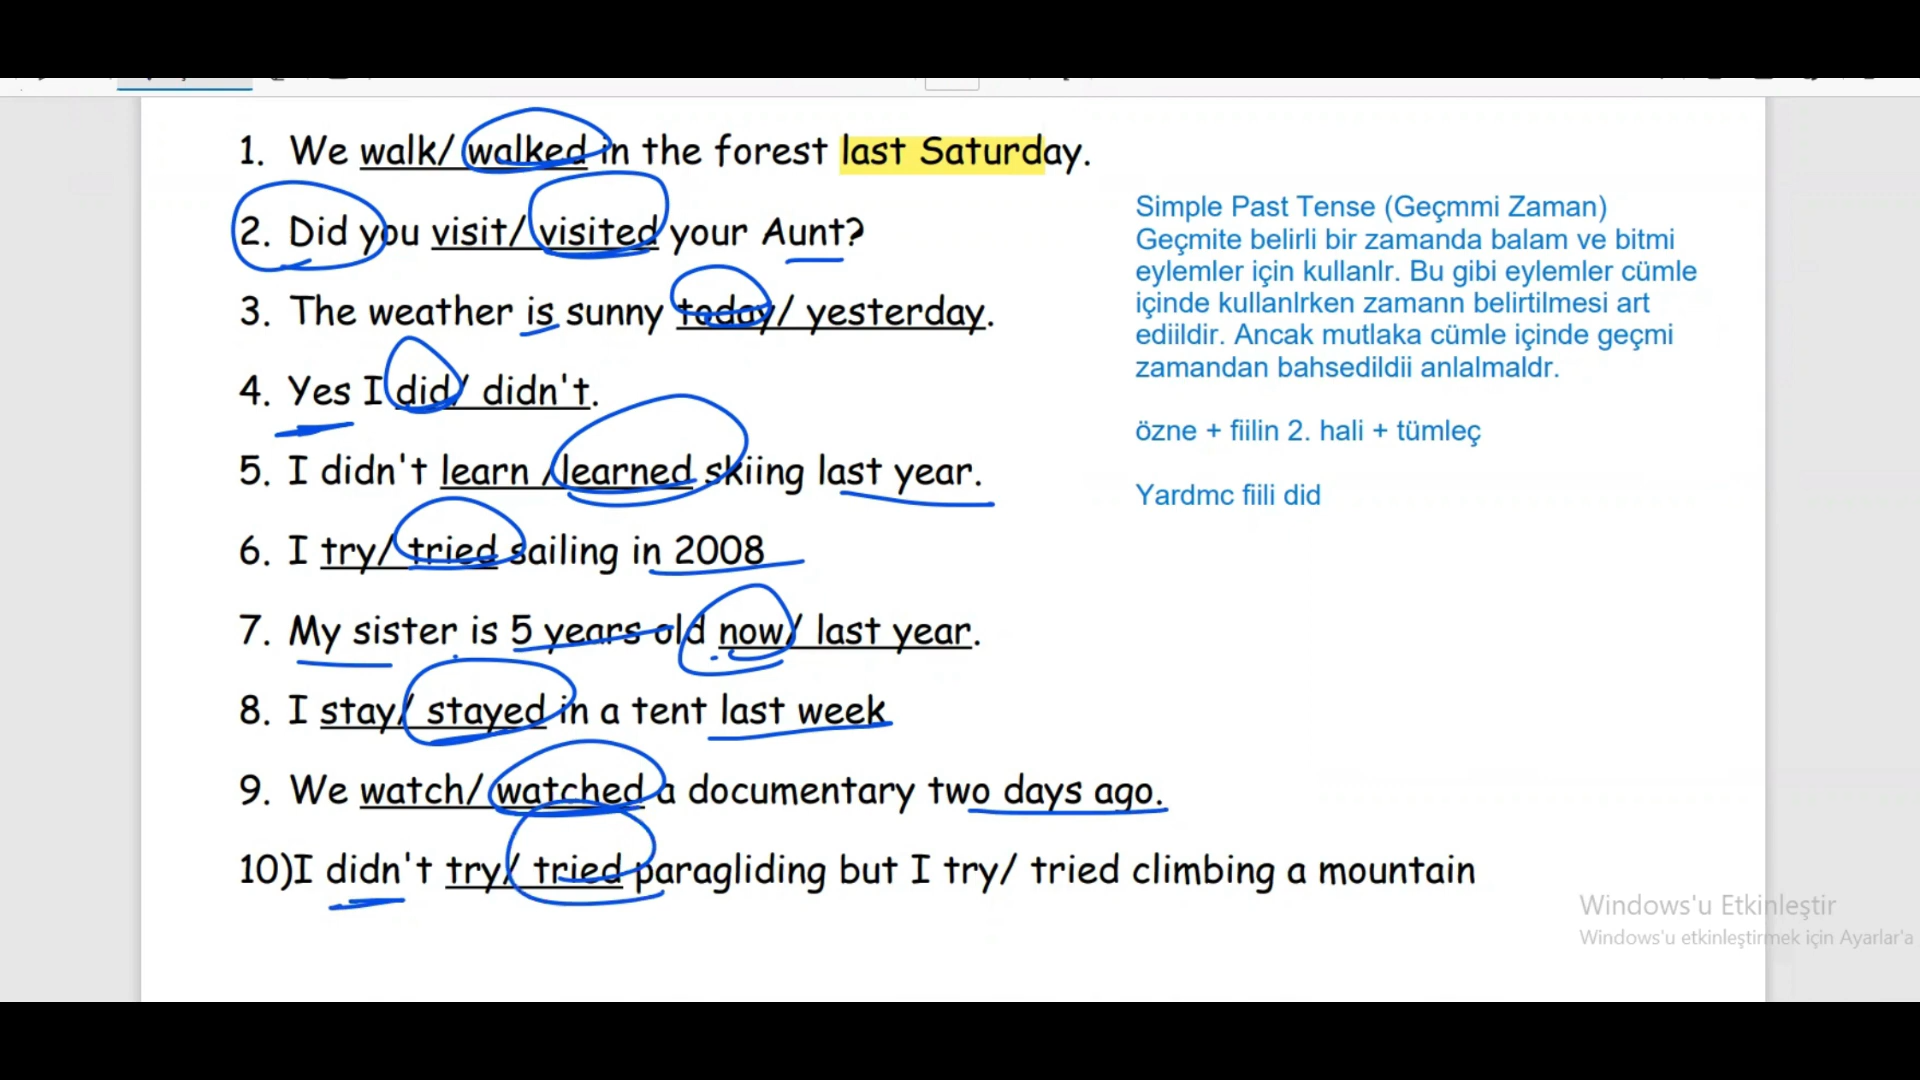 1. We walk/ walked in the forest last Saturday.
2. Did you visit/ visited your Aunt?
3. The weather is sunny today/ yesterday.
4. Yes I did/ didn't.
5. I didn't learn /learned skiing last year.
6. I try/ tried sailing in 2008
7. My sister is 5 years old now/ last year.
8. I stay/ stayed in a tent last week
9. We watch/ watched a documentary two days ago.
10)I didn't try/ tried paragliding but I try/ tried climbing a mountain
Simple Past Tense (Geçmmi Zaman)
Geçmite belirli bir zamanda balam ve bitmi
eylemler için kullanlr. Bu gibi eylemler cümle
içinde kullanlrken zamann belirtilmesi art
ediildir. Ancak mutlaka cümle içinde geçmi
zamandan bahsedildii anlalmaldr.
özne + fiilin 2. hali + tümleç
Yardmc fiili did
Windows'u Etkinleştir
Windows'u etkinleştirmek için Ayarlar'a